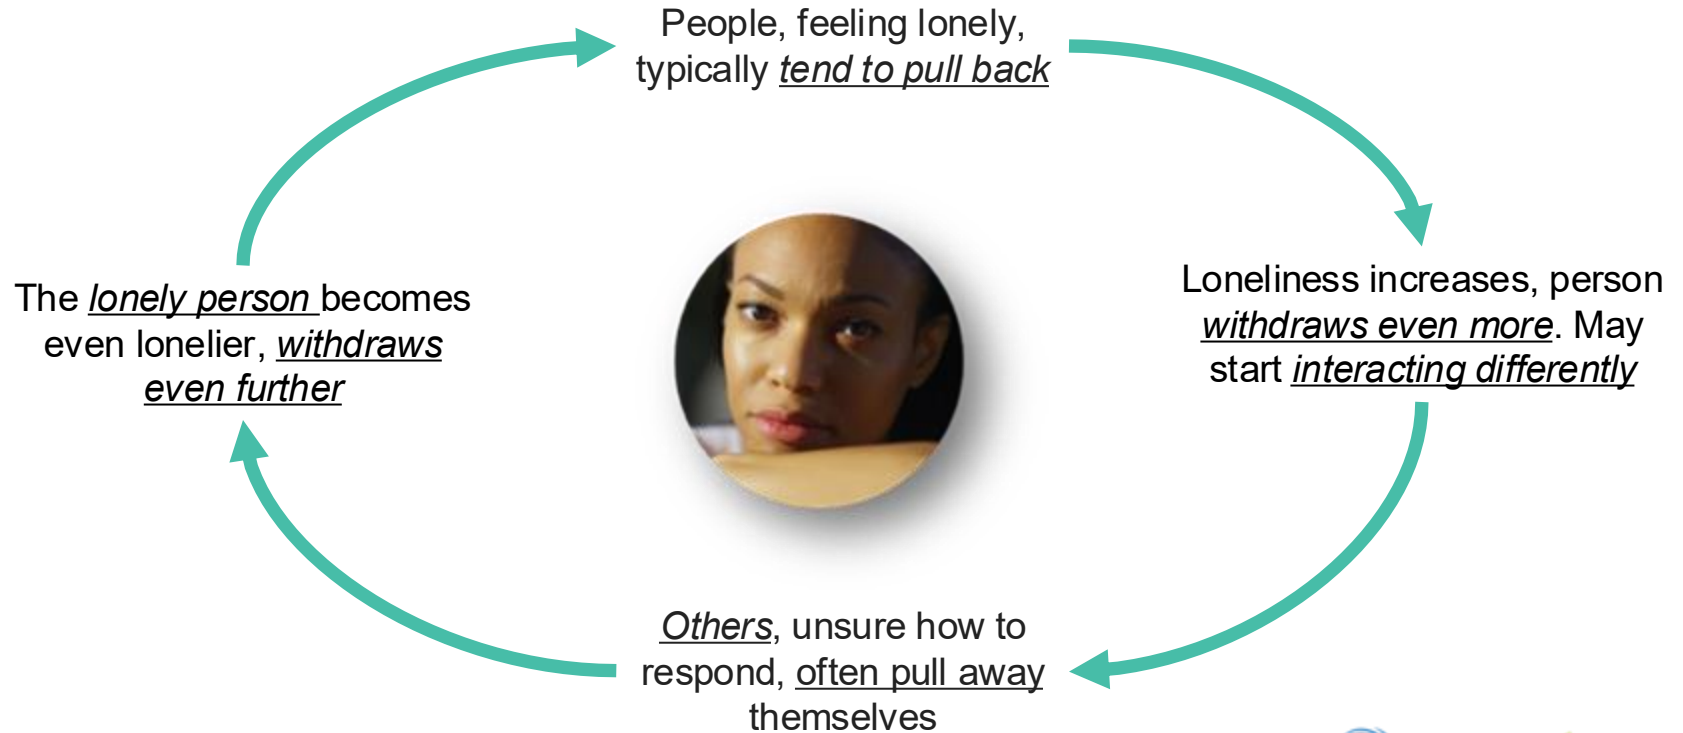 People, feeling lonely,
typically tend to pull back
Loneliness increases, person
withdraws even more. May
start interacting differently
Others, unsure how to
respond, often pull away
themselves
The lonely person becomes
even lonelier, withdraws
even further